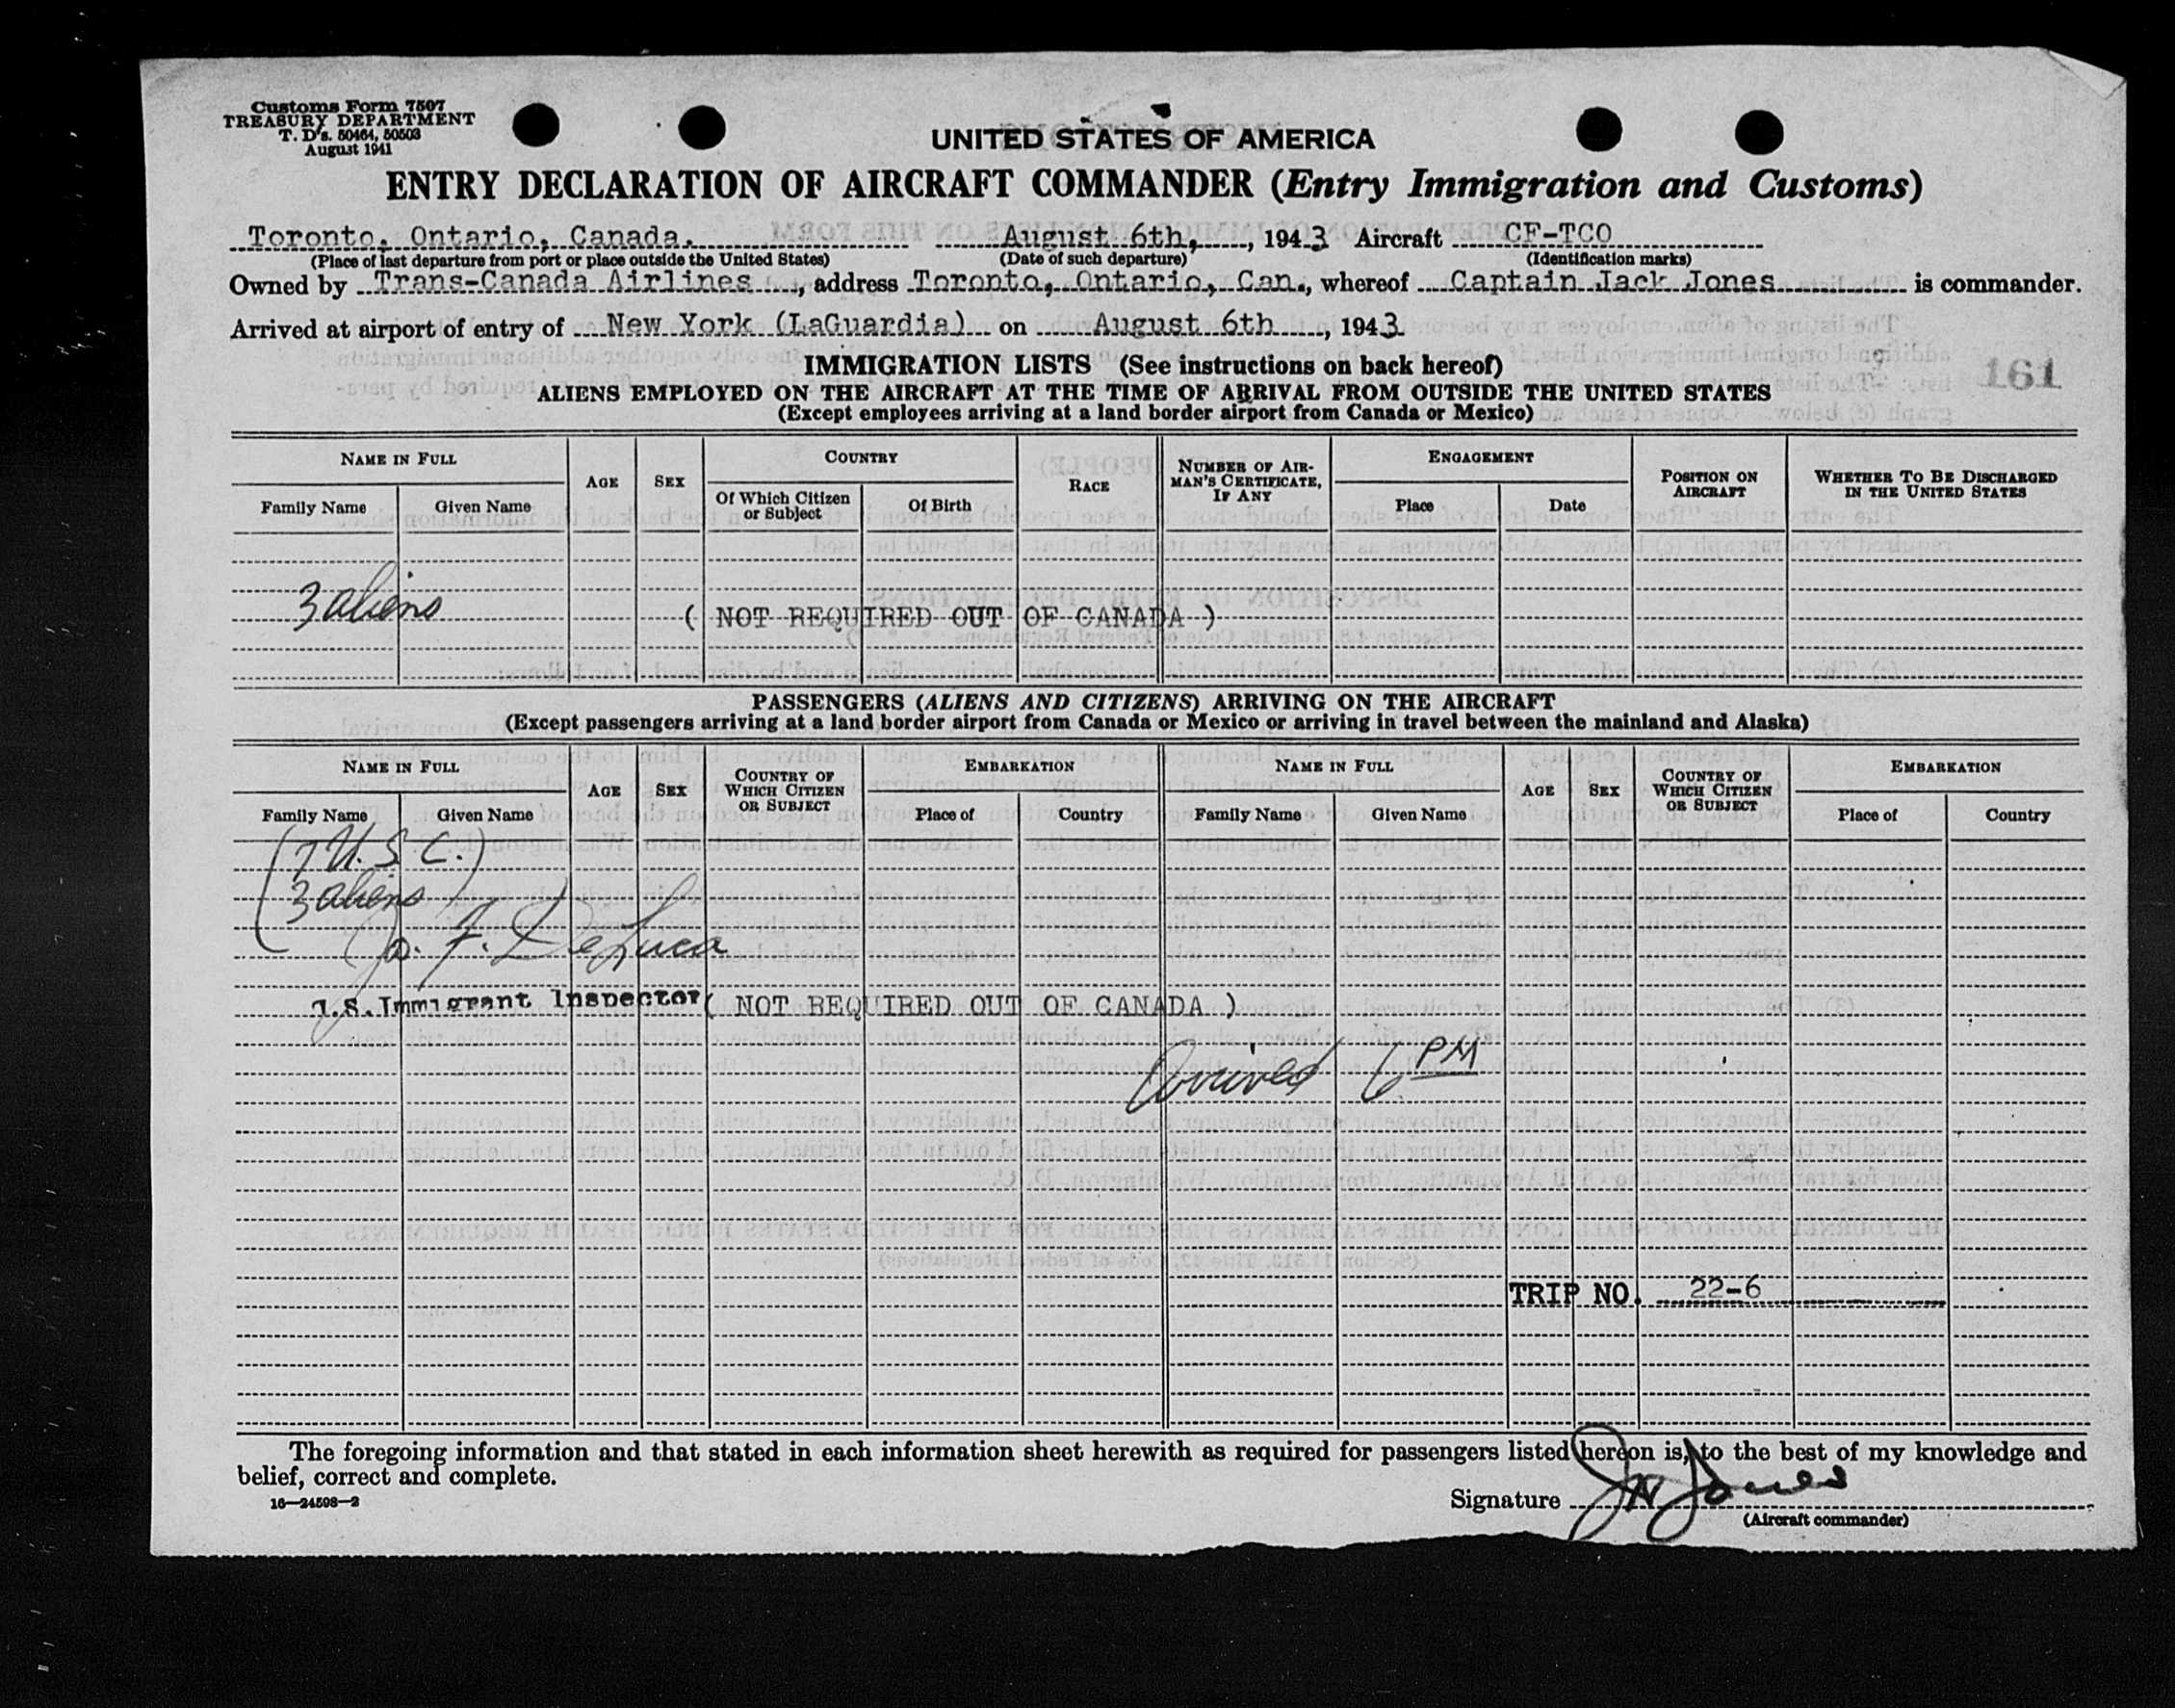 Customs Form 7507
TREASURY DEPARTMENT
T. D's. 50464, 50503
August 1941
UNITED STATES OF AMERICA
ENTRY DECLARATION OF AIRCRAFT COMMANDER (Entry Immigration and Customs)
Toronto, Ontario, Canada. August 6th, , 1943 Aircraft CF-TCO
(Place of last departure from port or place outside the United States) (Date of such departure) (Identification marks)
Owned by Trans-Canada Airlines , address Toronto, Ontario, Can., whereof Captain Jack Jones is commander.
Arrived at airport of entry of New York (LaGuardia) on August 6th , 1943
161
IMMIGRATION LISTS (See instructions on back hereof)
ALIENS EMPLOYED ON THE AIRCRAFT AT THE TIME OF ARRIVAL FROM OUTSIDE THE UNITED STATES
(Except employees arriving at a land border airport from Canada or Mexico)
NAME IN FULL AGE SEX COUNTRY RACE NUMBER OF AIRMAN'S CERTIFICATE, IF ANY ENGAGEMENT POSITION ON AIRCRAFT WHETHER TO BE DISCHARGED IN THE UNITED STATES
Family Name Given Name Of Which Citizen or Subject Of Birth Place Date
3 aliens ( NOT REQUIRED OUT OF CANADA )
PASSENGERS (ALIENS AND CITIZENS) ARRIVING ON THE AIRCRAFT
(Except passengers arriving at a land border airport from Canada or Mexico or arriving in travel between the mainland and Alaska)
NAME IN FULL AGE SEX COUNTRY OF WHICH CITIZEN OR SUBJECT EMBARKATION NAME IN FULL AGE SEX COUNTRY OF WHICH CITIZEN OR SUBJECT EMBARKATION
Family Name Given Name Place of Country Family Name Given Name Place of Country
(7 U.S.C.)
3 aliens
F. DeLuca
U.S. Immigrant Inspector ( NOT REQUIRED OUT OF CANADA )
Arrived 6 PM
TRIP NO. 22-6
The foregoing information and that stated in each information sheet herewith as required for passengers listed hereon is, to the best of my knowledge and
belief, correct and complete.
16—24598-2
Signature J Jones
(Aircraft commander)